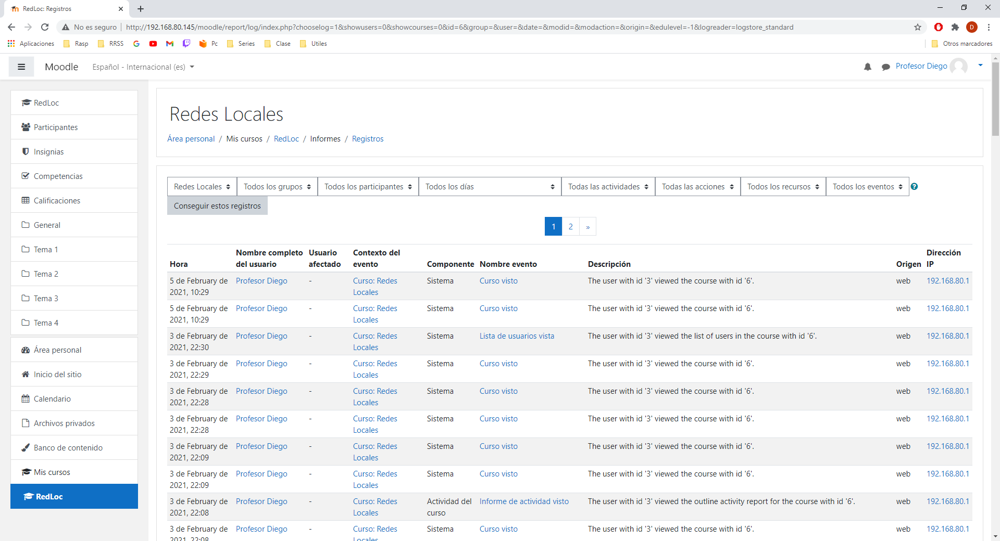 RedLoc: Registros
No es seguro
http://192.168.80.145/moodle/report/log/index.php?chooselog=1&showusers=0&showcourses=0&id=6&group=&user=&date=&modid=&modaction=&origin=&edulevel=-1&logreader=logstore_standard
D
Aplicaciones Rasp RRSS Pc Series Clase Utiles Otros marcadores
Moodle Español - Internacional (es) Profesor Diego
RedLoc
Participantes
Insignias
Competencias
Calificaciones
General
Tema 1
Tema 2
Tema 3
Tema 4
Área personal
Inicio del sitio
Calendario
Archivos privados
Banco de contenido
Mis cursos
RedLoc
Redes Locales
Área personal / Mis cursos / RedLoc / Informes / Registros
Redes Locales Todos los grupos Todos los participantes Todos los días Todas las actividades Todas las acciones Todos los recursos Todos los eventos ?
Conseguir estos registros
1 2 »
Nombre completo Usuario Contexto del Dirección
Hora del usuario afectado evento Componente Nombre evento Descripción Origen IP
5 de February de Profesor Diego - Curso: Redes Sistema Curso visto The user with id '3' viewed the course with id '6'. web 192.168.80.1
2021, 10:29 Locales
5 de February de Profesor Diego - Curso: Redes Sistema Curso visto The user with id '3' viewed the course with id '6'. web 192.168.80.1
2021, 10:29 Locales
3 de February de Profesor Diego - Curso: Redes Sistema Lista de usuarios vista The user with id '3' viewed the list of users in the course with id '6'. web 192.168.80.1
2021, 22:30 Locales
3 de February de Profesor Diego - Curso: Redes Sistema Curso visto The user with id '3' viewed the course with id '6'. web 192.168.80.1
2021, 22:29 Locales
3 de February de Profesor Diego - Curso: Redes Sistema Curso visto The user with id '3' viewed the course with id '6'. web 192.168.80.1
2021, 22:28 Locales
3 de February de Profesor Diego - Curso: Redes Sistema Curso visto The user with id '3' viewed the course with id '6'. web 192.168.80.1
2021, 22:28 Locales
3 de February de Profesor Diego - Curso: Redes Sistema Curso visto The user with id '3' viewed the course with id '6'. web 192.168.80.1
2021, 22:09 Locales
3 de February de Profesor Diego - Curso: Redes Sistema Curso visto The user with id '3' viewed the course with id '6'. web 192.168.80.1
2021, 22:09 Locales
3 de February de Profesor Diego - Curso: Redes Actividad del Informe de actividad visto The user with id '3' viewed the outline activity report for the course with id '6'. web 192.168.80.1
2021, 22:08 Locales curso
3 de February de Profesor Diego - Curso: Redes Sistema Curso visto The user with id '3' viewed the course with id '6'. web 192.168.80.1
2021, 22:08 Locales